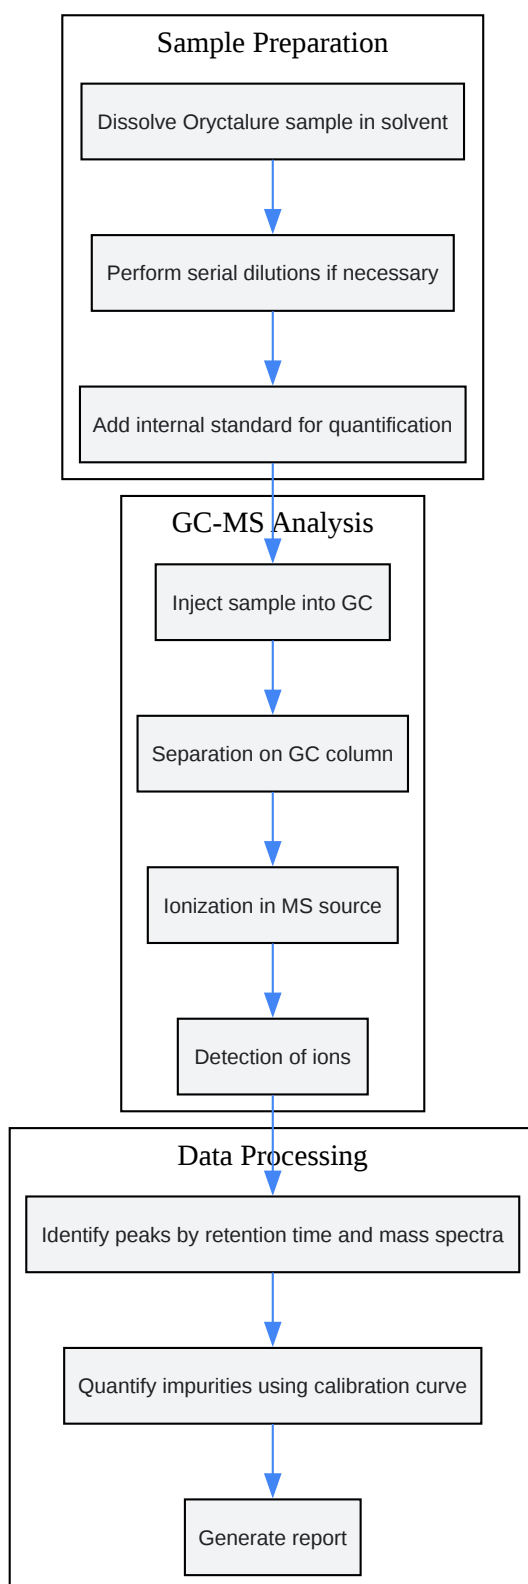 Sample Preparation
Dissolve Oryctalure sample in solvent
Perform serial dilutions if necessary
Add internal standard for quantification
GC-MS Analysis
Inject sample into GC
Separation on GC column
Ionization in MS source
Detection of ions
Data Processing
Identify peaks by retention time and mass spectra
Quantify impurities using calibration curve
Generate report